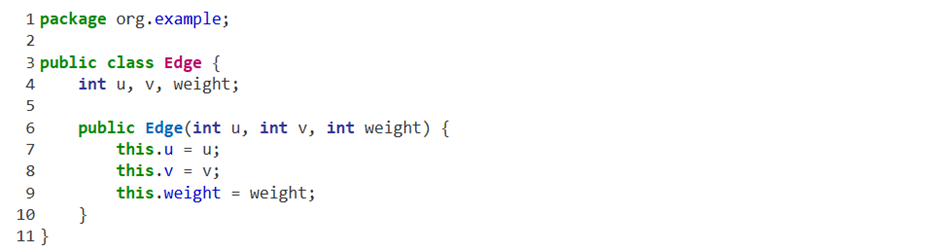 1 package org.example;
2
3 public class Edge {
4     int u, v, weight;
5
6     public Edge(int u, int v, int weight) {
7         this.u = u;
8         this.v = v;
9         this.weight = weight;
10     }
11 }